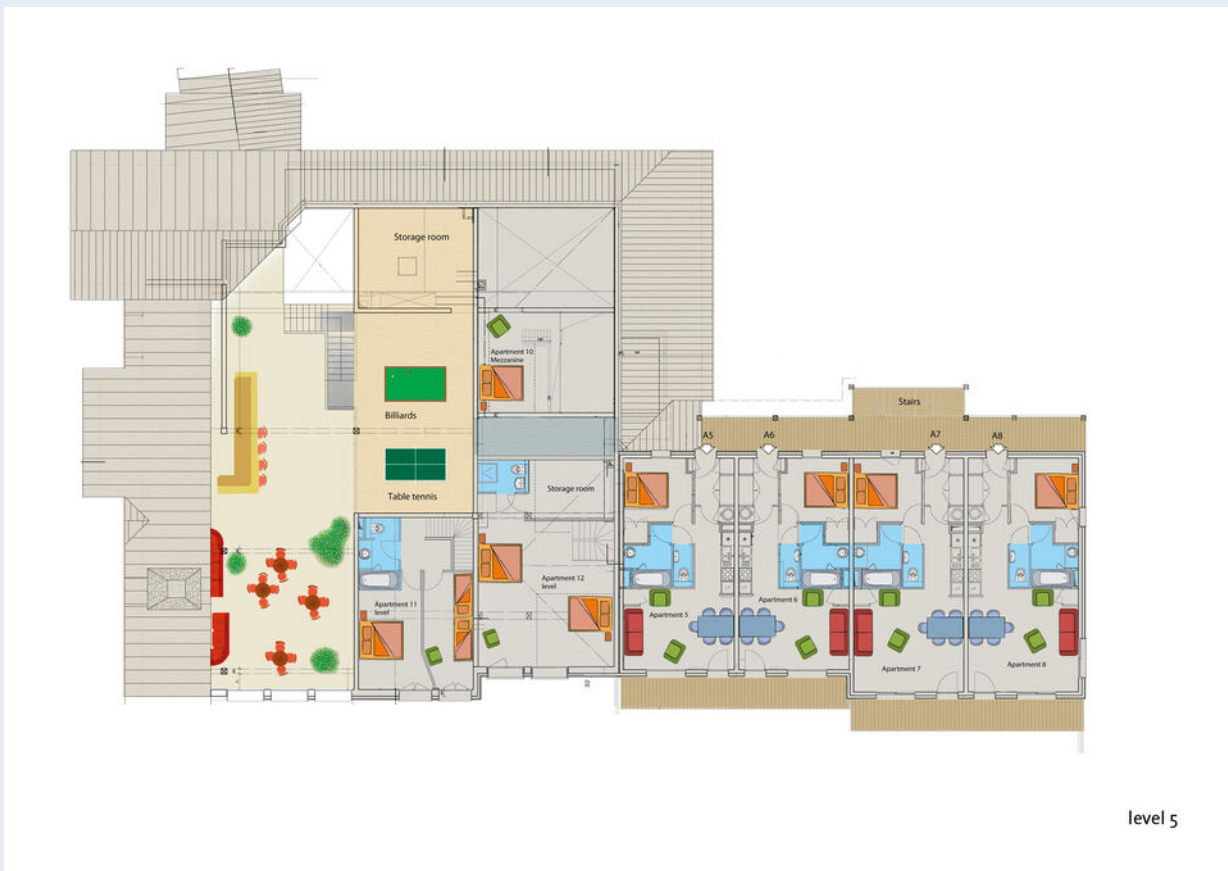 Storage room
Apartment 10
Mezzanine
Billiards
Stairs
A5
A6
A7
A8
Storage room
Table tennis
Apartment 12
level
Apartment 11
level
Apartment 5
Apartment 6
Apartment 7
Apartment 8
level 5